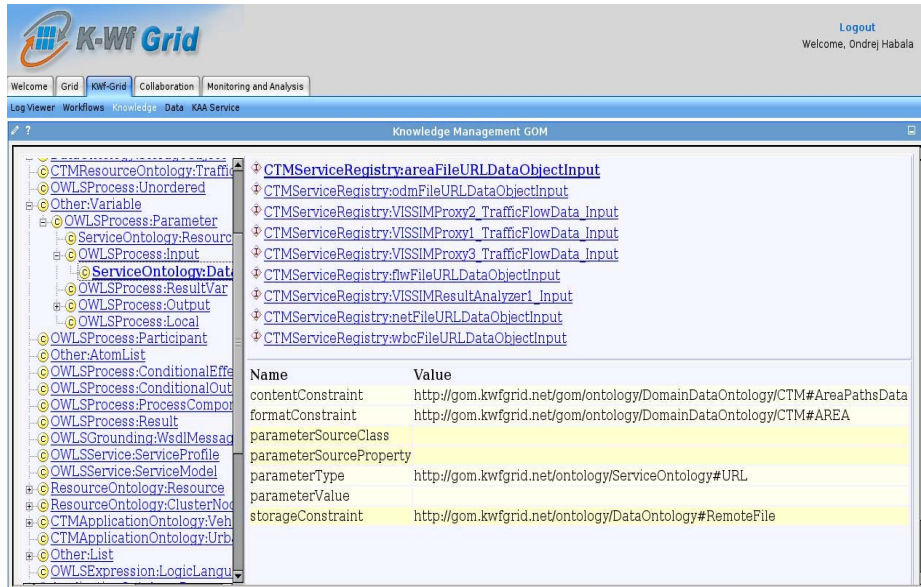 K-Wf Grid
Logout
Welcome, Ondrej Habala
Welcome Grid KWf-Grid Collaboration Monitoring and Analysis
Log Viewer Workflows Knowledge Data KAA Service
? Knowledge Management GOM
CTMResourceOntology:Traffic
OWLSProcess:Unordered
Other:Variable
OWLSProcess:Parameter
ServiceOntology:Resourc
OWLSProcess:Input
ServiceOntology:Data
OWLSProcess:ResultVar
OWLSProcess:Output
OWLSProcess:Local
OWLSProcess:Participant
Other:AtomList
OWLSProcess:ConditionalEffe
OWLSProcess:ConditionalOut
OWLSProcess:ProcessCompor
OWLSProcess:Result
OWLSGrounding:WsdlMessag
OWLSService:ServiceProfile
OWLSService:ServiceModel
ResourceOntology:Resource
ResourceOntology:ClusterNod
CTMApplicationOntology:Veh
CTMApplicationOntology:Urb
Other:List
OWLSExpression:LogicLangu
CTMServiceRegistry:areaFileURLDataObjectInput
CTMServiceRegistry:odmFileURLDataObjectInput
CTMServiceRegistry:VISSIMProxy2_TrafficFlowData_Input
CTMServiceRegistry:VISSIMProxy1_TrafficFlowData_Input
CTMServiceRegistry:VISSIMProxy3_TrafficFlowData_Input
CTMServiceRegistry:flwFileURLDataObjectInput
CTMServiceRegistry:VISSIMResultAnalyzer1_Input
CTMServiceRegistry:netFileURLDataObjectInput
CTMServiceRegistry:wbcFileURLDataObjectInput
Name Value
contentConstraint http://gom.kwfgrid.net/gom/ontology/DomainDataOntology/CTM#AreaPathsData
formatConstraint http://gom.kwfgrid.net/gom/ontology/DomainDataOntology/CTM#AREA
parameterSourceClass
parameterSourceProperty
parameterType http://gom.kwfgrid.net/ontology/ServiceOntology#URL
parameterValue
storageConstraint http://gom.kwfgrid.net/ontology/DataOntology#RemoteFile